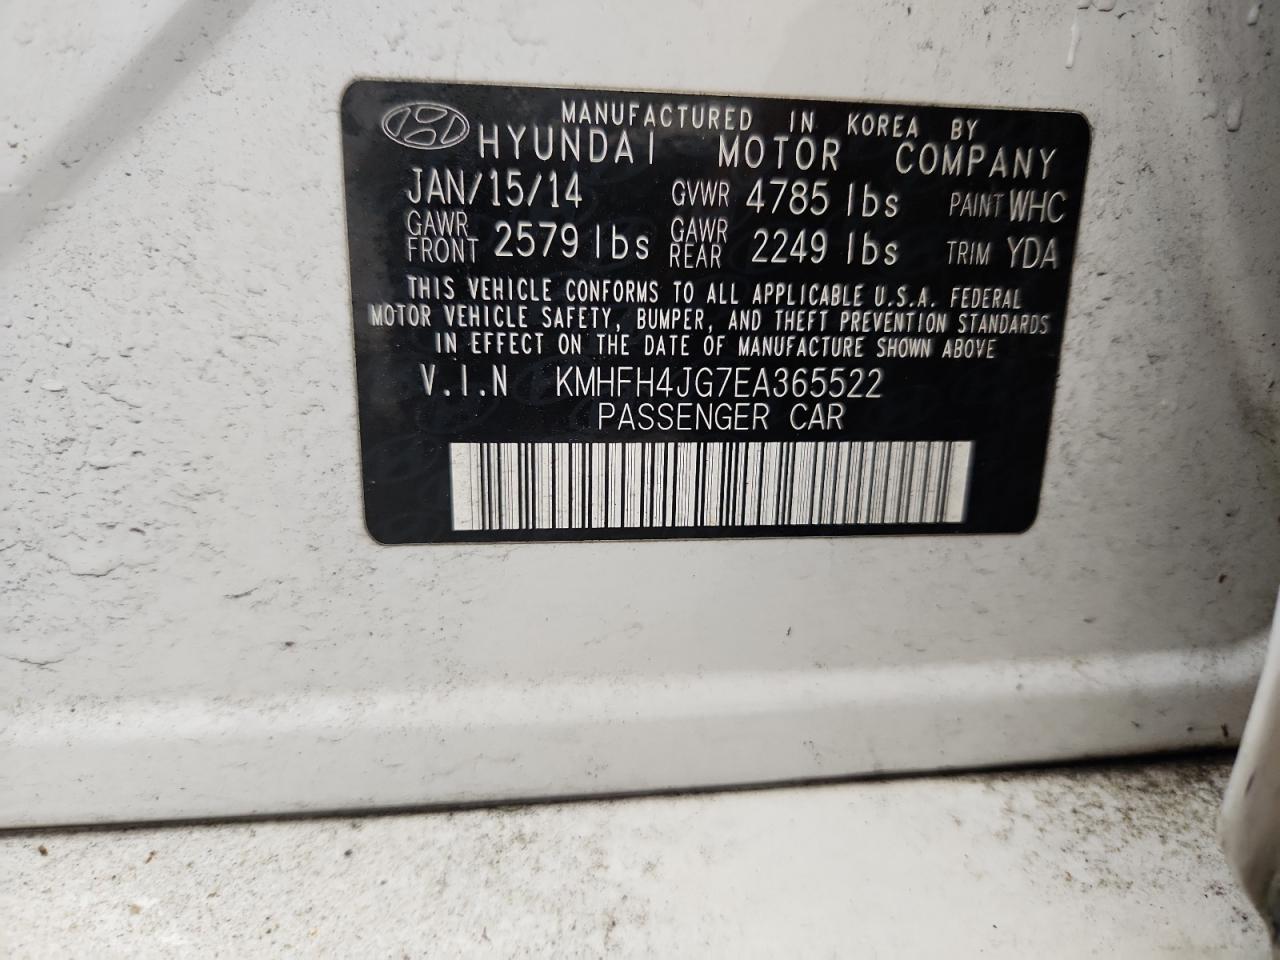 MANUFACTURED IN KOREA BY
HYUNDAI MOTOR COMPANY
JAN/15/14 GVWR 4785 lbs PAINT WHC
GAWR FRONT 2579 lbs GAWR REAR 2249 lbs TRIM YDA
THIS VEHICLE CONFORMS TO ALL APPLICABLE U.S.A. FEDERAL
MOTOR VEHICLE SAFETY, BUMPER, AND THEFT PREVENTION STANDARDS
IN EFFECT ON THE DATE OF MANUFACTURE SHOWN ABOVE
V.I.N KMHFH4JG7EA365522
PASSENGER CAR